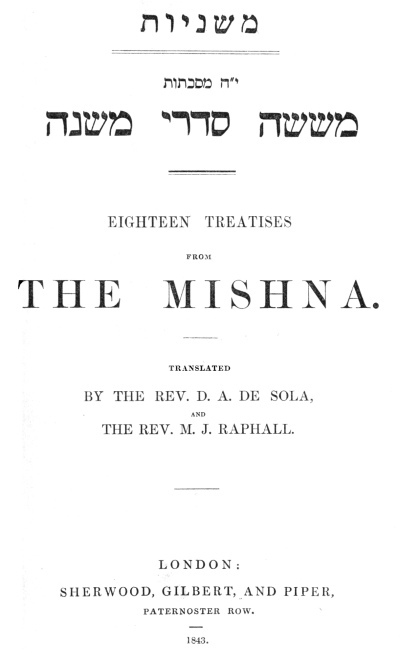 משניות
י״ח מסכתות
מששה סדרי משנה
EIGHTEEN TREATISES
FROM
THE MISHNA.
TRANSLATED
BY THE REV. D. A. DE SOLA,
AND
THE REV. M. J. RAPHALL.
LONDON:
SHERWOOD, GILBERT, AND PIPER,
PATERNOSTER ROW.
1843.